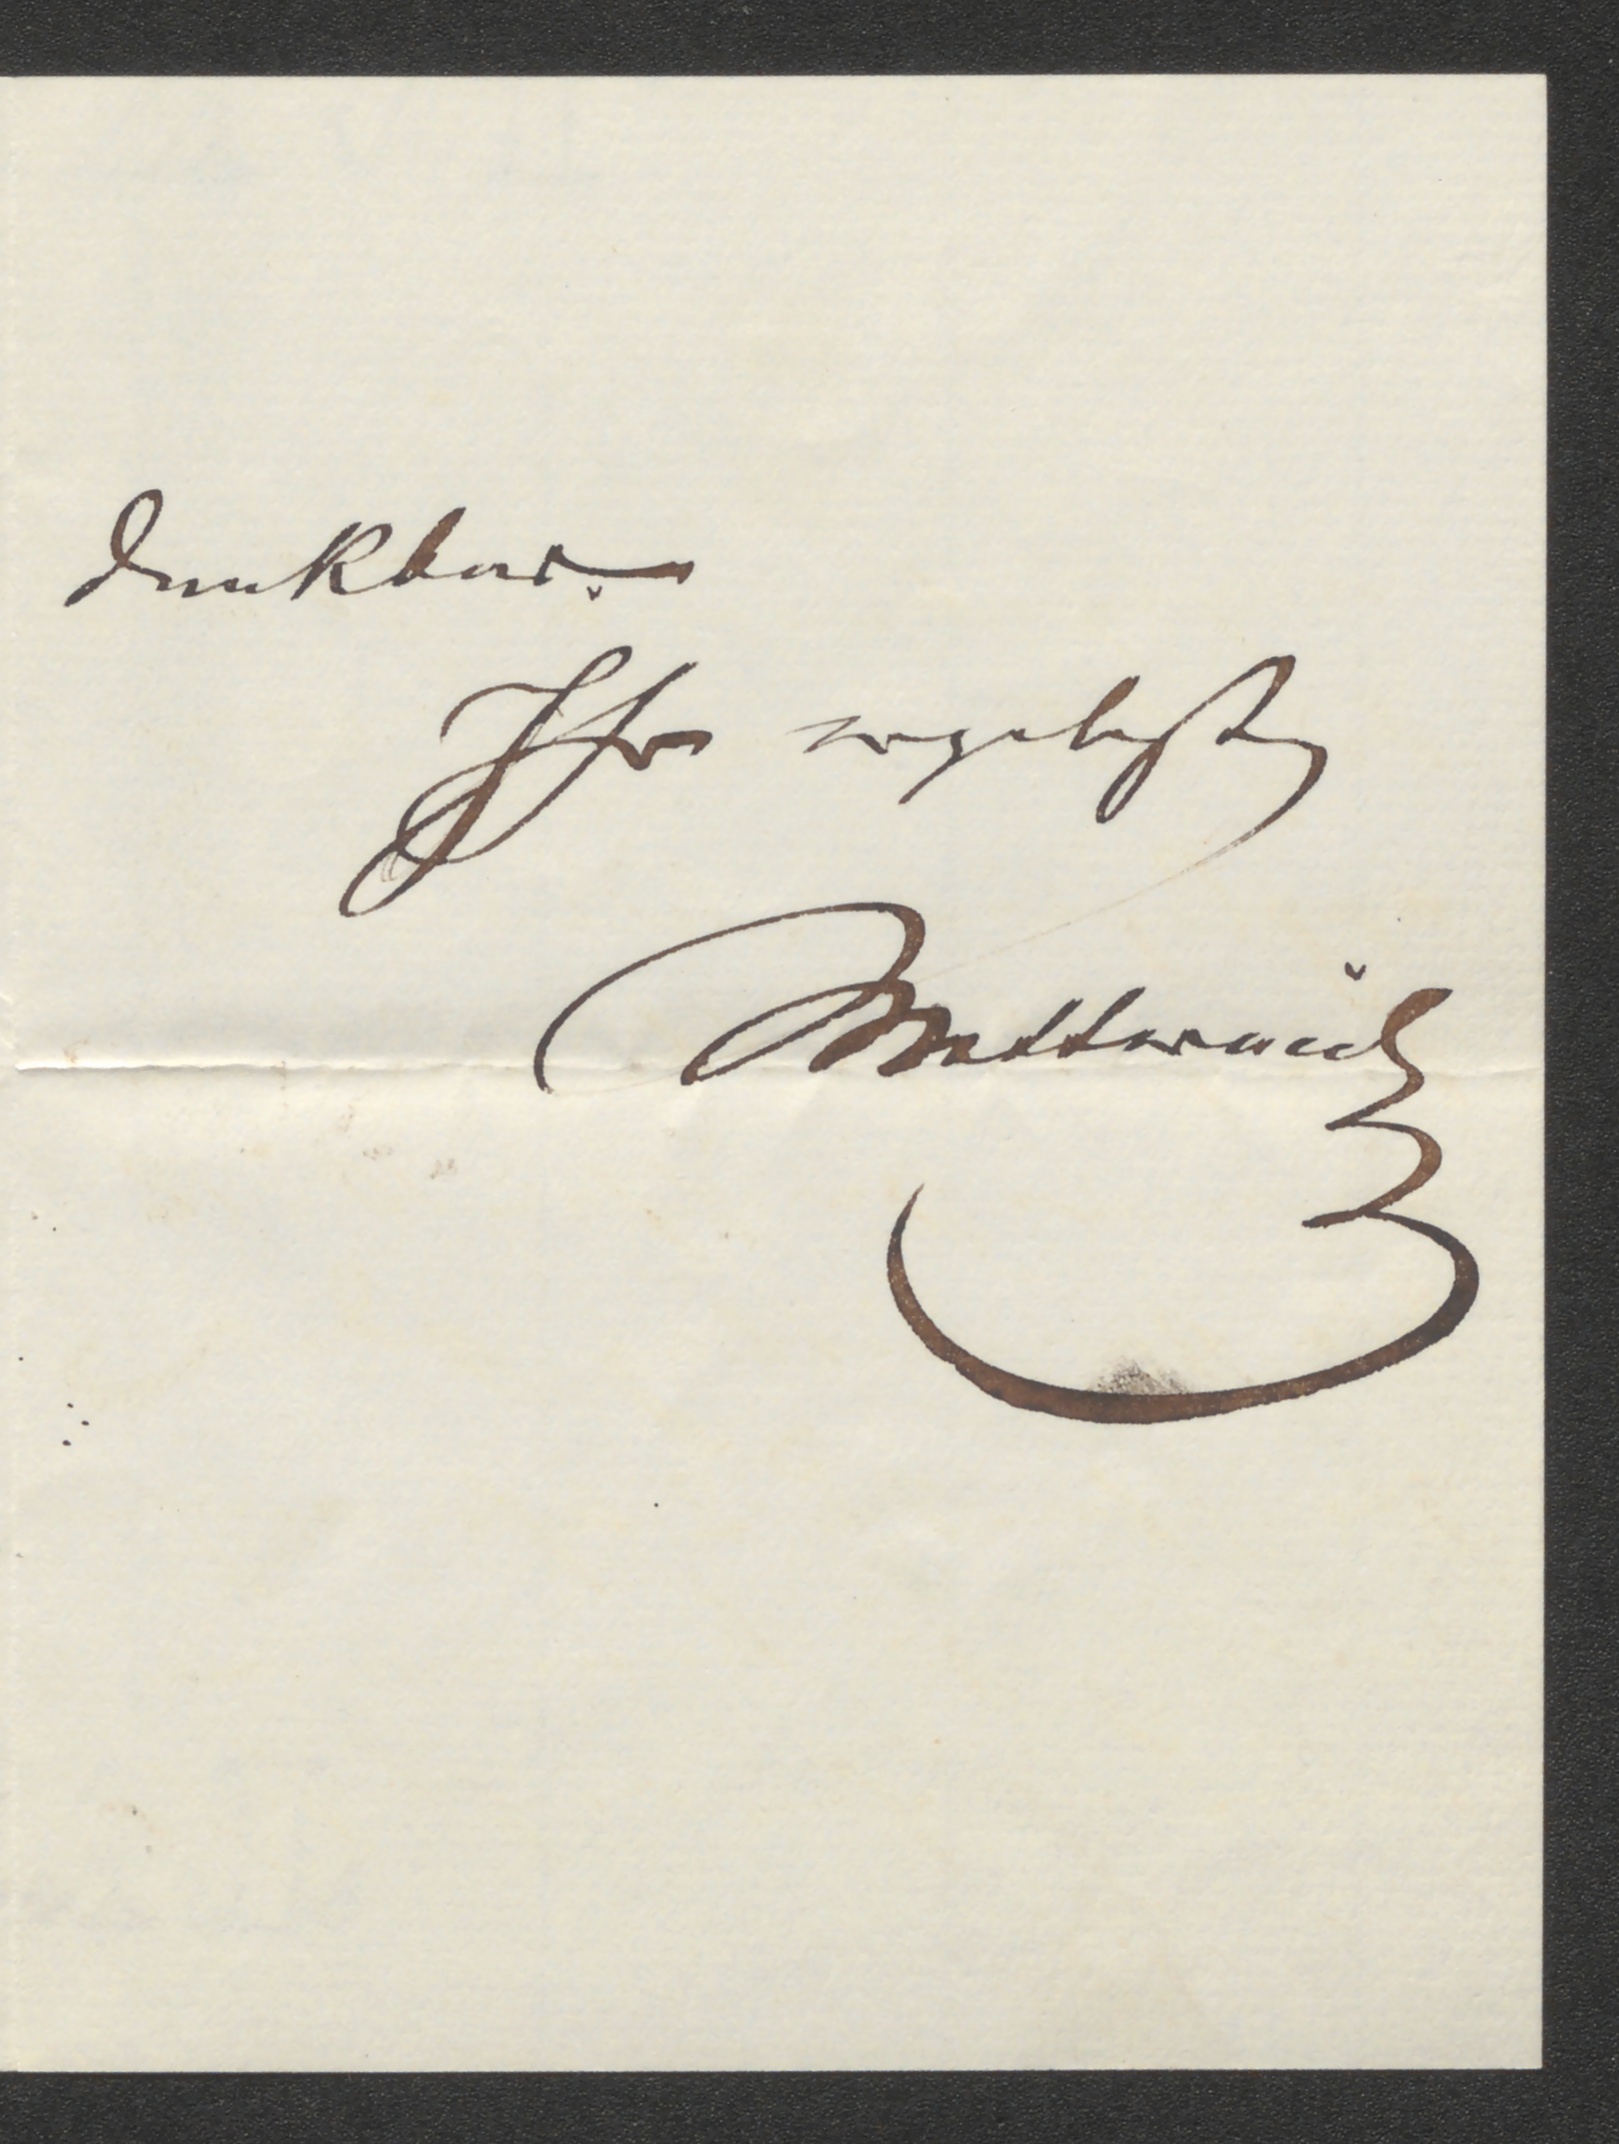 dankbar.
Ihr ergebenster
Metternich